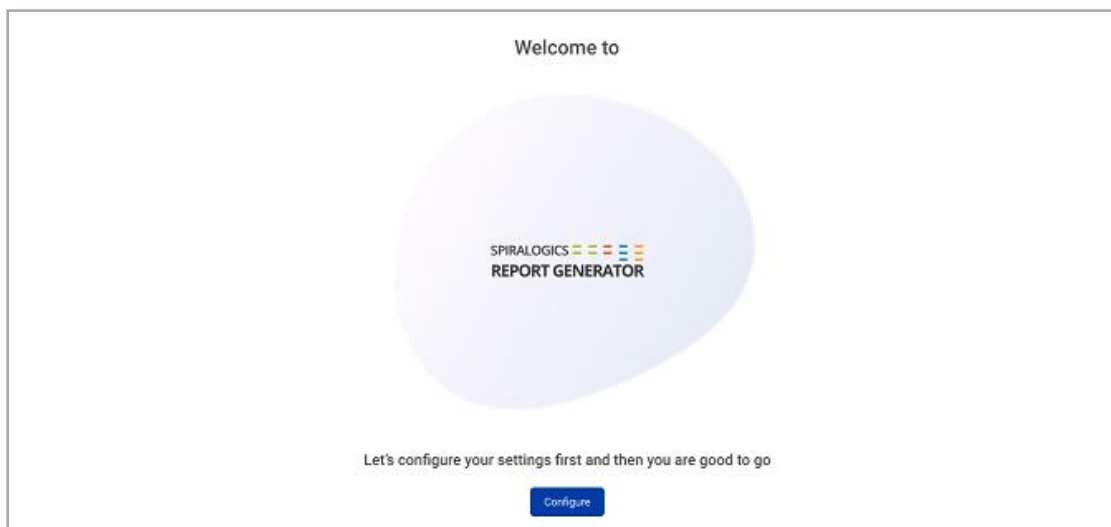 Welcome to
SPIRALOGICS
REPORT GENERATOR
Let's configure your settings first and then you are good to go
Configure